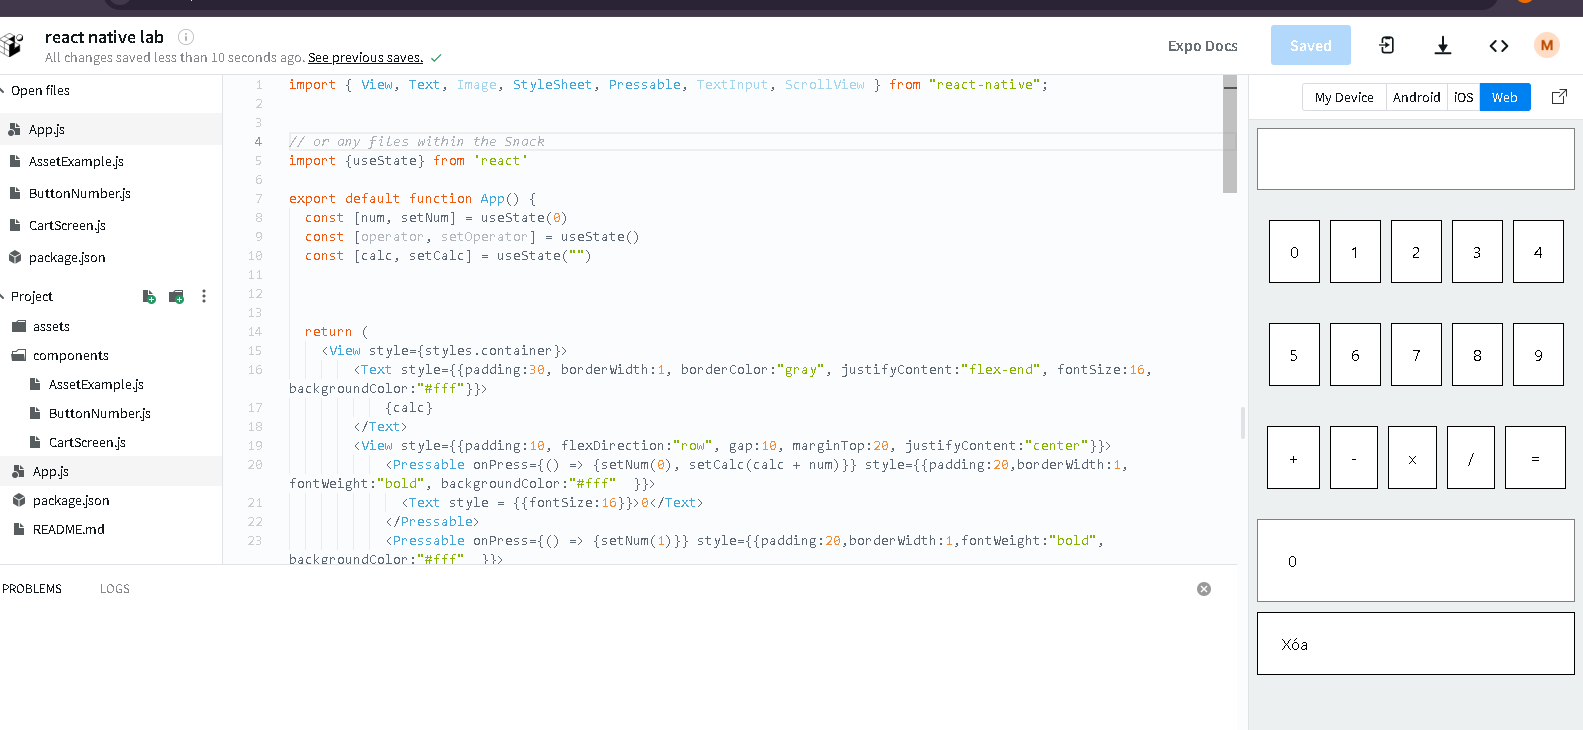 react native lab
All changes saved less than 10 seconds ago. See previous saves.
Expo Docs
Saved
M
Open files
App.js
AssetExample.js
ButtonNumber.js
CartScreen.js
package.json
Project
assets
components
AssetExample.js
ButtonNumber.js
CartScreen.js
App.js
package.json
README.md
1 import { View, Text, Image, StyleSheet, Pressable, TextInput, ScrollView } from "react-native";
2
3
4 // or any files within the Snack
5 import {useState} from 'react'
6
7 export default function App() {
8 const [num, setNum] = useState(0)
9 const [operator, setOperator] = useState()
10 const [calc, setCalc] = useState("")
11
12
13
14 return (
15 <View style={styles.container}>
16 <Text style={{padding:30, borderWidth:1, borderColor:"gray", justifyContent:"flex-end", fontSize:16,
backgroundColor:"#fff"}}>
17 {calc}
18 </Text>
19 <View style={{padding:10, flexDirection:"row", gap:10, marginTop:20, justifyContent:"center"}}>
20 <Pressable onPress={() => {setNum(0), setCalc(calc + num)}} style={{padding:20,borderWidth:1,
fontWeight:"bold", backgroundColor:"#fff" }}>
21 <Text style = {{fontSize:16}}>0</Text>
22 </Pressable>
23 <Pressable onPress={() => {setNum(1)}} style={{padding:20,borderWidth:1,fontWeight:"bold",
backgroundColor:"#fff" }}>
PROBLEMS
LOGS
My Device
Android
iOS
Web
0 1 2 3 4
5 6 7 8 9
+ - x / =
0
Xóa